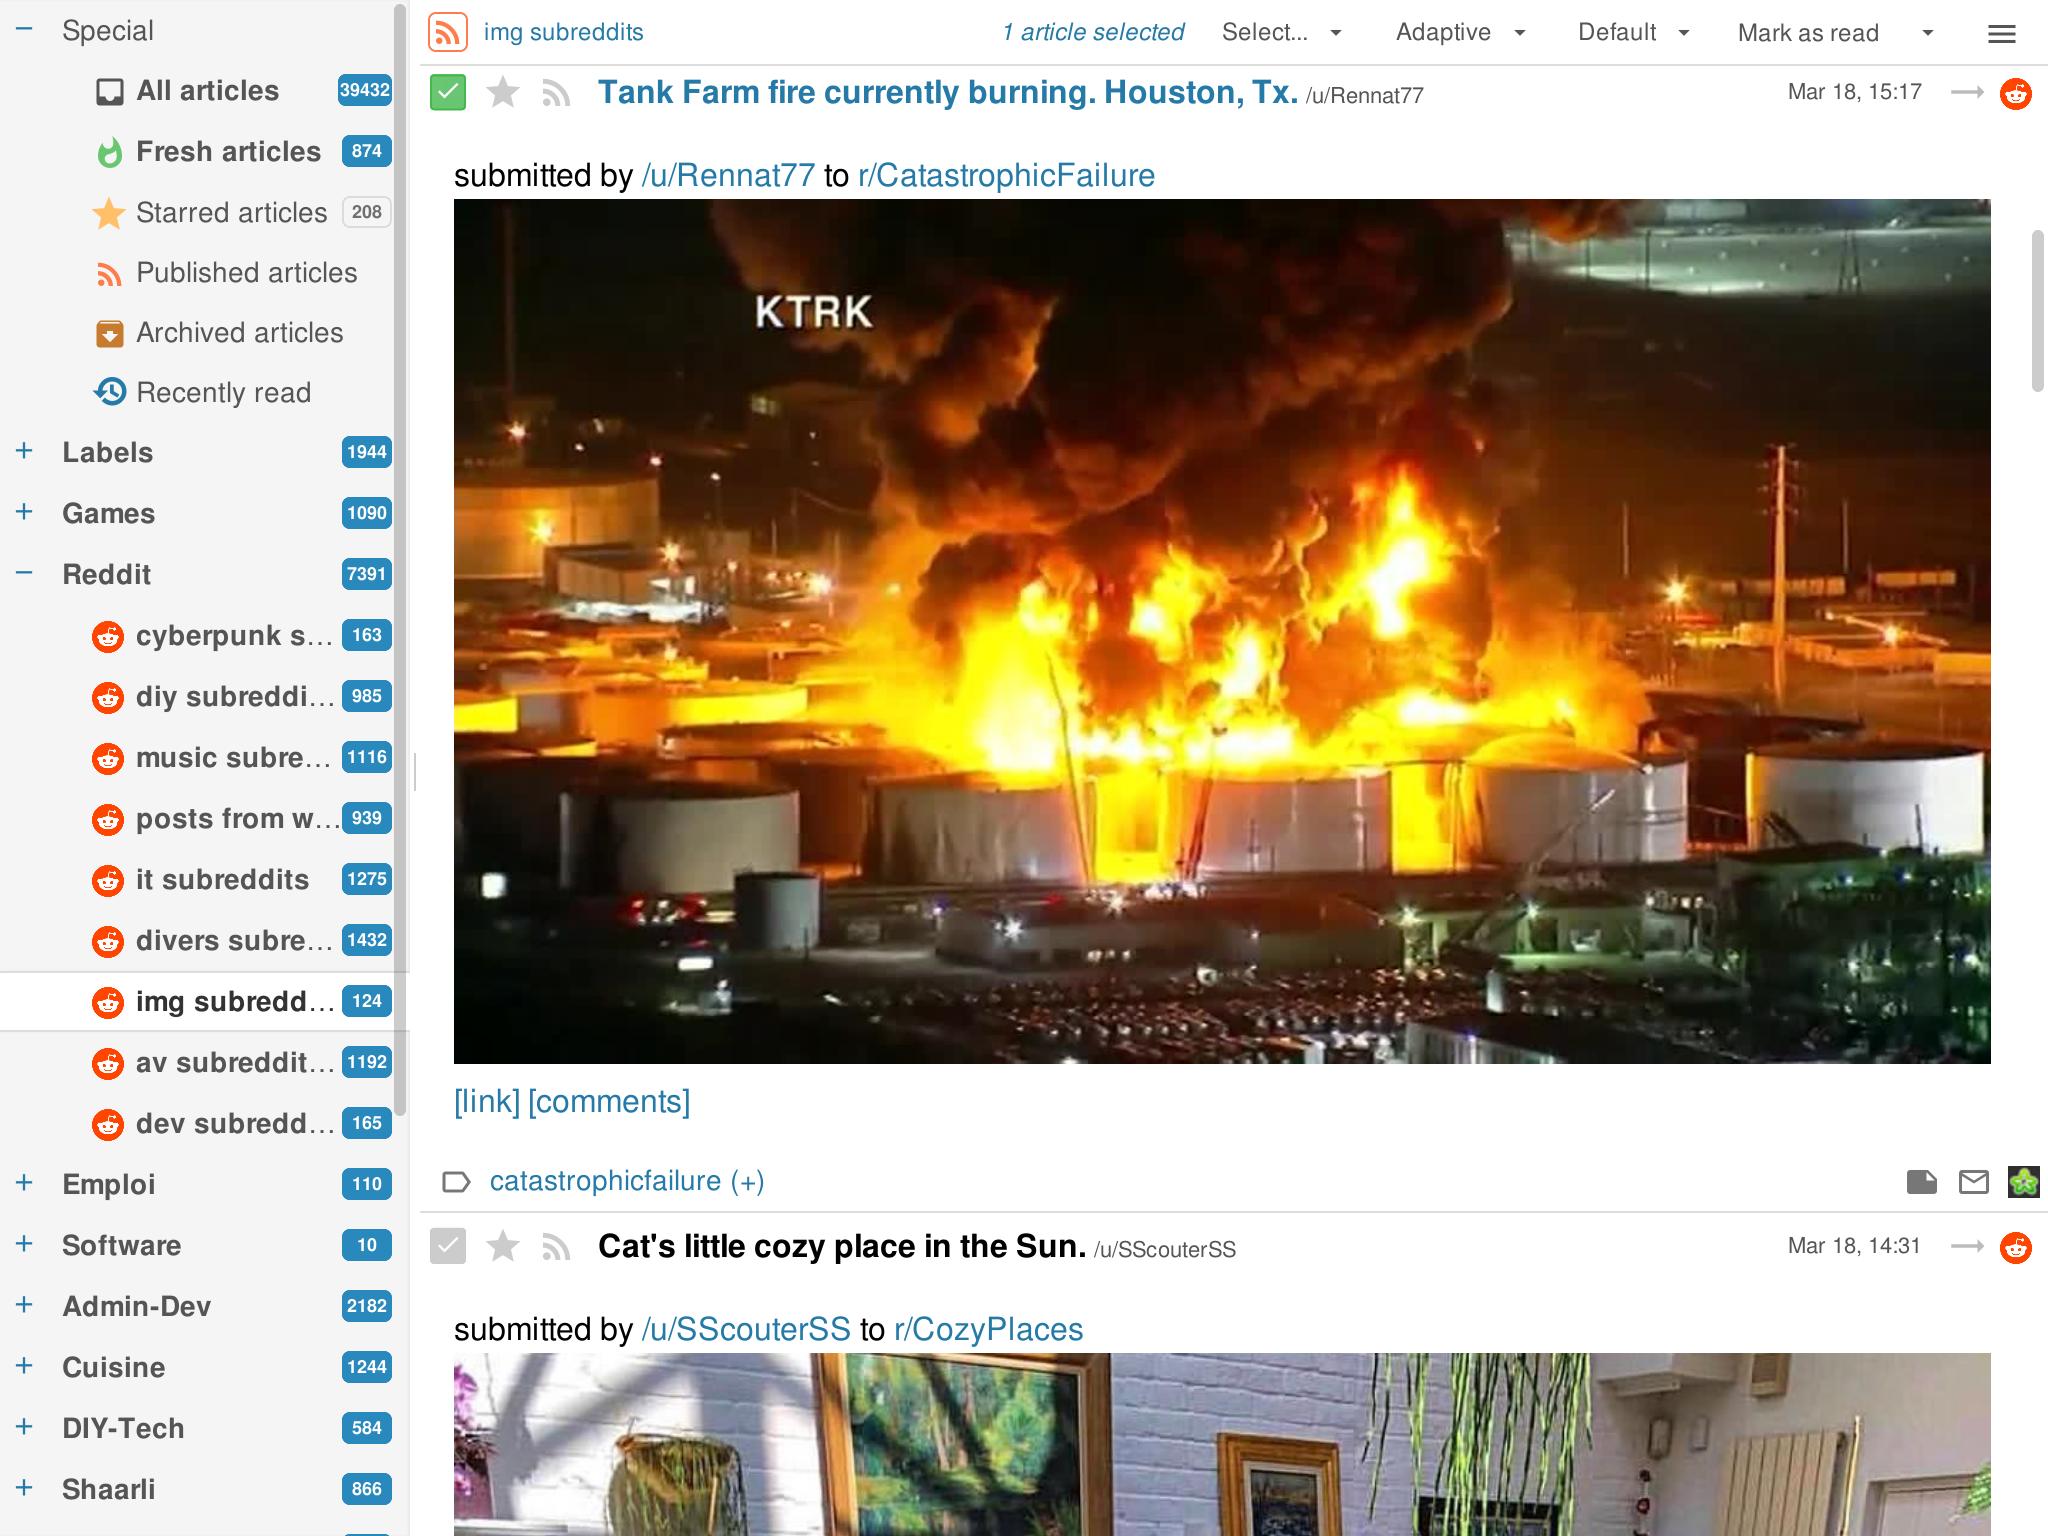 Special
All articles 39432
Fresh articles 874
Starred articles 208
Published articles
Archived articles
Recently read
Labels 1944
Games 1090
Reddit 7391
cyberpunk s... 163
diy subreddi... 985
music subre... 1116
posts from w... 939
it subreddits 1275
divers subre... 1432
img subredd... 124
av subreddit... 1192
dev subredd... 165
Emploi 110
Software 10
Admin-Dev 2182
Cuisine 1244
DIY-Tech 584
Shaarli 866
img subreddits 1 article selected Select... Adaptive Default Mark as read
Tank Farm fire currently burning. Houston, Tx. /u/Rennat77 Mar 18, 15:17
submitted by /u/Rennat77 to r/CatastrophicFailure
KTRK
[link] [comments]
catastrophicfailure (+)
Cat's little cozy place in the Sun. /u/SScouterSS Mar 18, 14:31
submitted by /u/SScouterSS to r/CozyPlaces